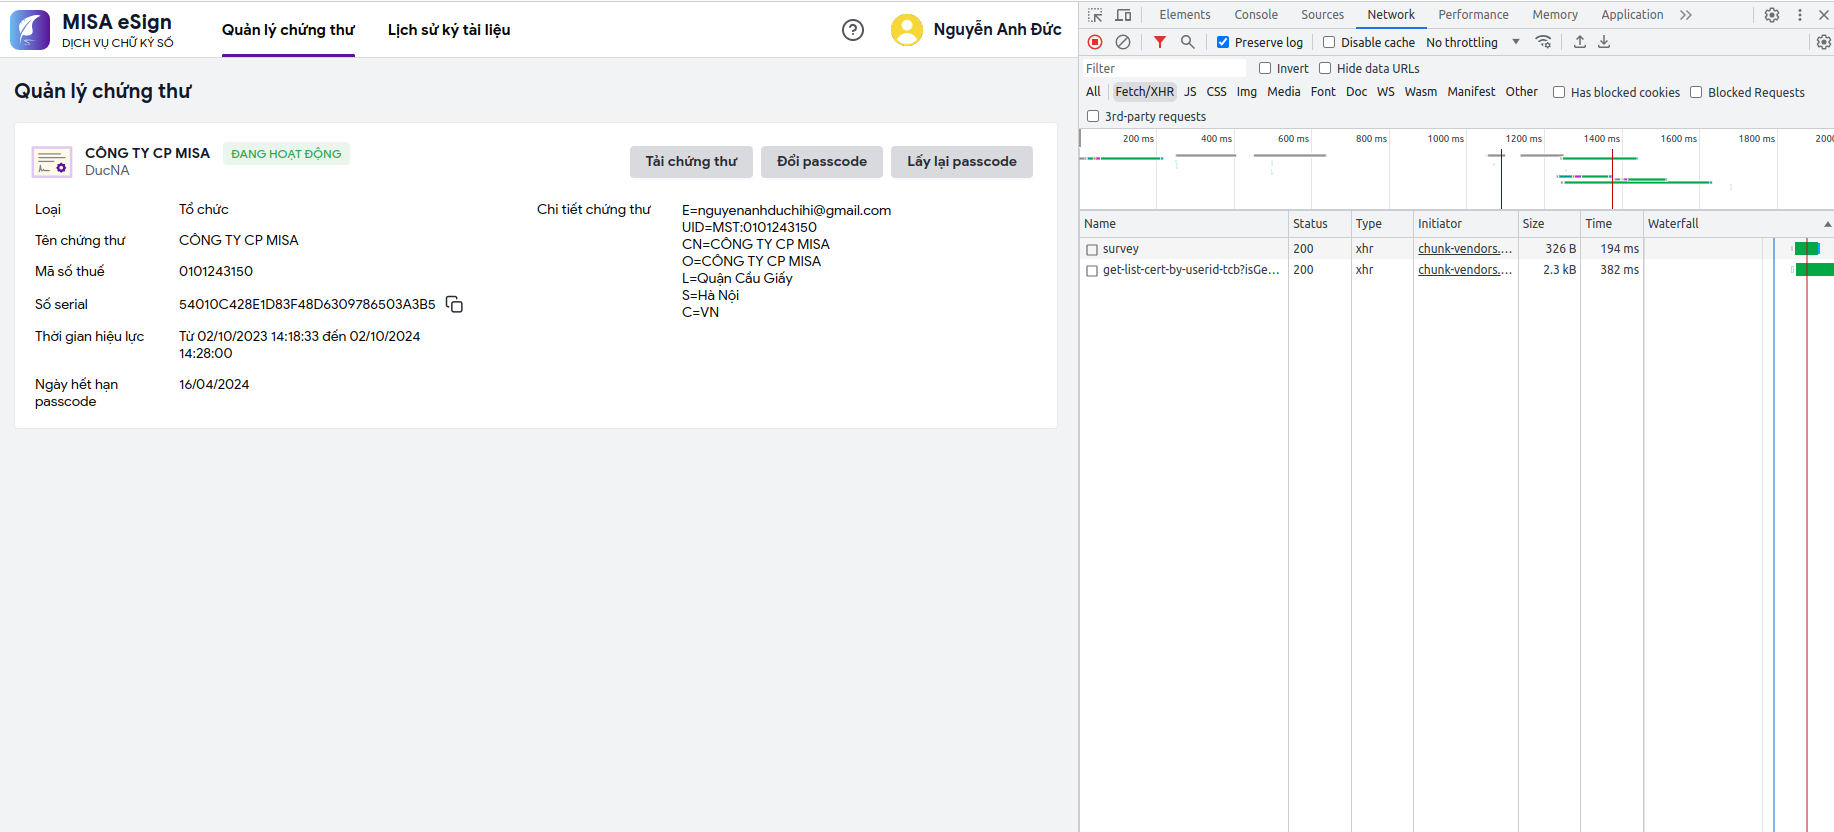 MISA eSign
DỊCH VỤ CHỮ KÝ SỐ
Quản lý chứng thư
Lịch sử ký tài liệu
Nguyễn Anh Đức
Quản lý chứng thư
CÔNG TY CP MISA
ĐANG HOẠT ĐỘNG
DucNA
Tải chứng thư
Đổi passcode
Lấy lại passcode
Loại
Tổ chức
Tên chứng thư
CÔNG TY CP MISA
Mã số thuế
0101243150
Số serial
54010C428E1D83F48D6309786503A3B5
Thời gian hiệu lực
Từ 02/10/2023 14:18:33 đến 02/10/2024
14:28:00
Ngày hết hạn
passcode
16/04/2024
Chi tiết chứng thư
E=nguyenanhduchihi@gmail.com
UID=MST:0101243150
CN=CÔNG TY CP MISA
O=CÔNG TY CP MISA
L=Quận Cầu Giấy
S=Hà Nội
C=VN
Elements Console Sources Network Performance Memory Application
Preserve log Disable cache No throttling
Filter Invert Hide data URLs
All Fetch/XHR JS CSS Img Media Font Doc WS Wasm Manifest Other Has blocked cookies Blocked Requests
3rd-party requests
200 ms 400 ms 600 ms 800 ms 1000 ms 1200 ms 1400 ms 1600 ms 1800 ms 2000
Name Status Type Initiator Size Time Waterfall
survey 200 xhr chunk-vendors.... 326 B 194 ms
get-list-cert-by-userid-tcb?isGe... 200 xhr chunk-vendors.... 2.3 kB 382 ms